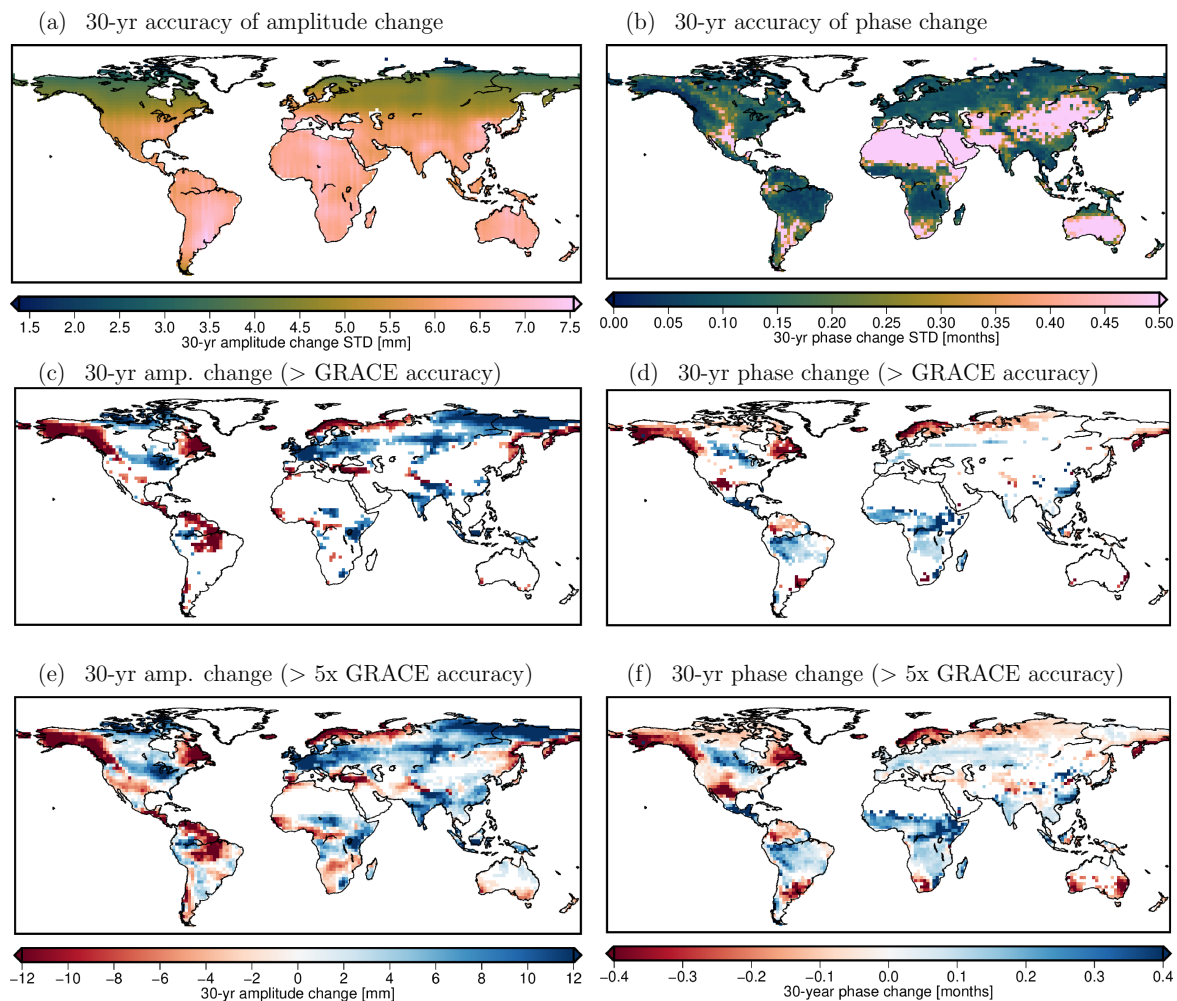 (a) 30-yr accuracy of amplitude change
(b) 30-yr accuracy of phase change
1.5 2.0 2.5 3.0 3.5 4.0 4.5 5.0 5.5 6.0 6.5 7.0 7.5
30-yr amplitude change STD [mm]
0.00 0.05 0.10 0.15 0.20 0.25 0.30 0.35 0.40 0.45 0.50
30-yr phase change STD [months]
(c) 30-yr amp. change (> GRACE accuracy)
(d) 30-yr phase change (> GRACE accuracy)
(e) 30-yr amp. change (> 5x GRACE accuracy)
(f) 30-yr phase change (> 5x GRACE accuracy)
−12 −10 −8 −6 −4 −2 0 2 4 6 8 10 12
30-yr amplitude change [mm]
−0.4 −0.3 −0.2 −0.1 0.0 0.1 0.2 0.3 0.4
30-year phase change [months]